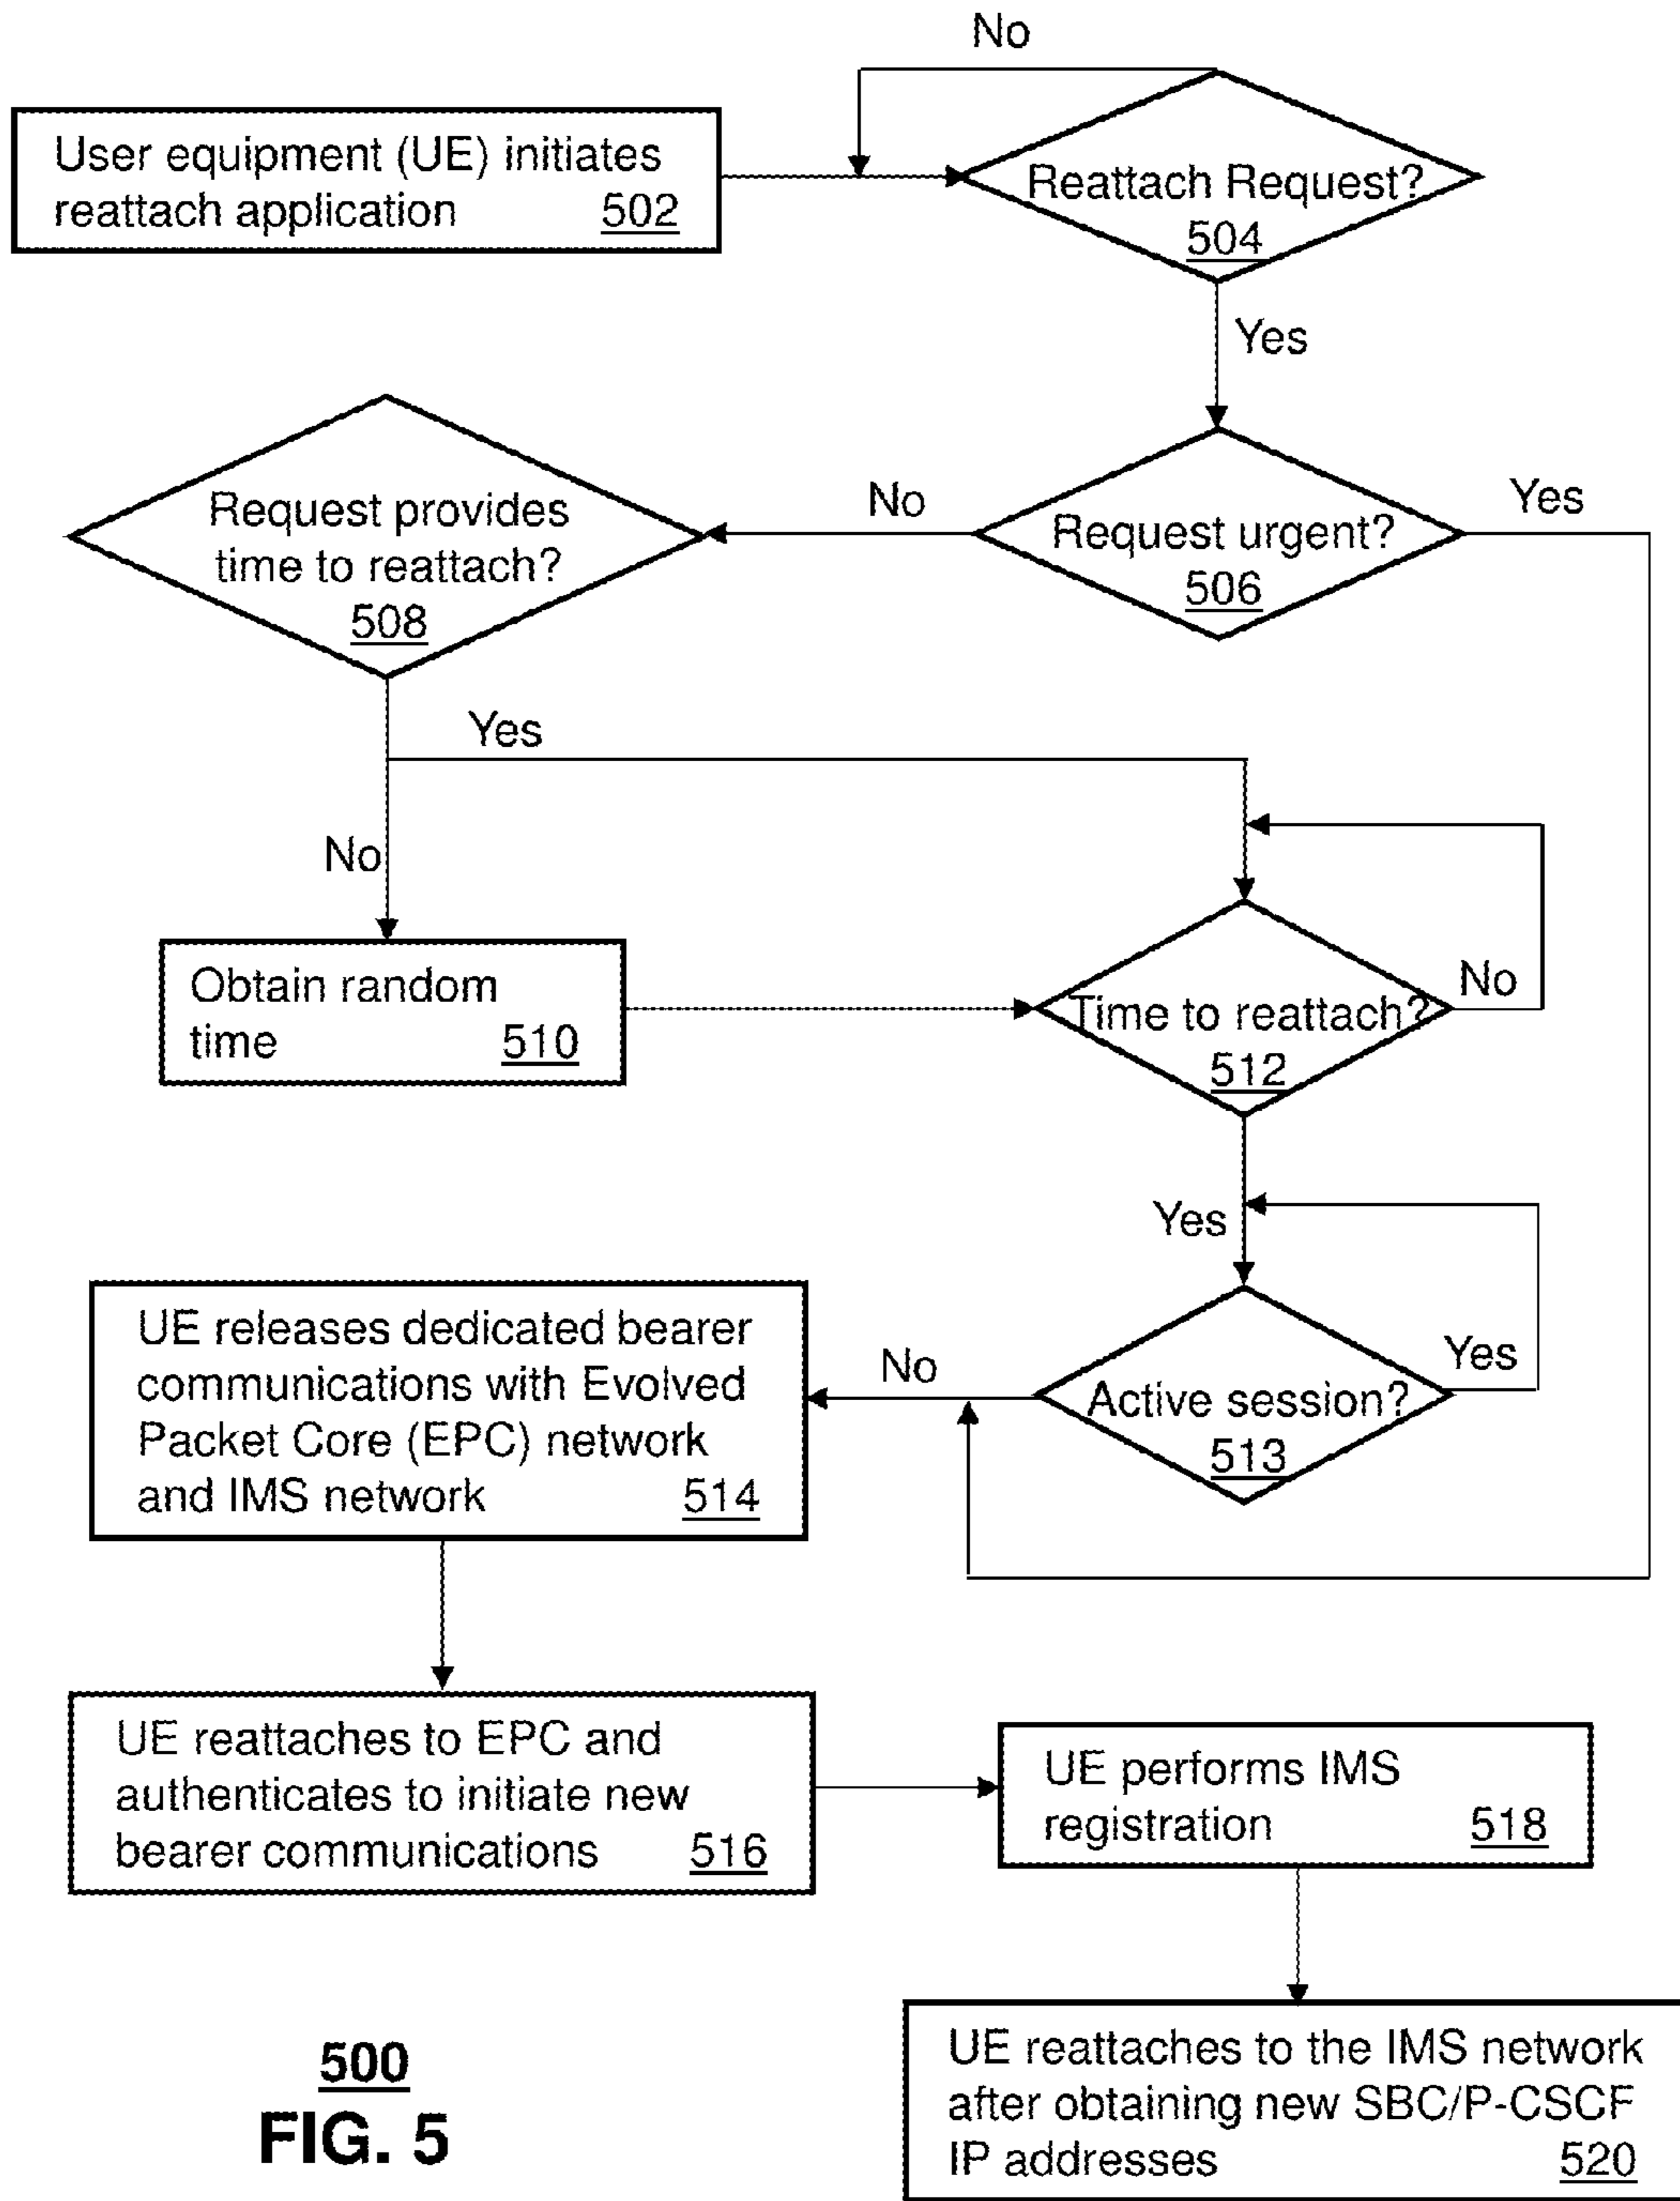 No
User equipment (UE) initiates
reattach application 502
Reattach Request?
504
Yes
Request provides
time to reattach?
508
No
Request urgent?
506
Yes
Yes
No
Obtain random
time 510
Time to reattach?
512
No
Yes
UE releases dedicated bearer
communications with Evolved
Packet Core (EPC) network
and IMS network 514
No
Active session?
513
Yes
UE reattaches to EPC and
authenticates to initiate new
bearer communications 516
UE performs IMS
registration 518
UE reattaches to the IMS network
after obtaining new SBC/P-CSCF
IP addresses 520
500
FIG. 5